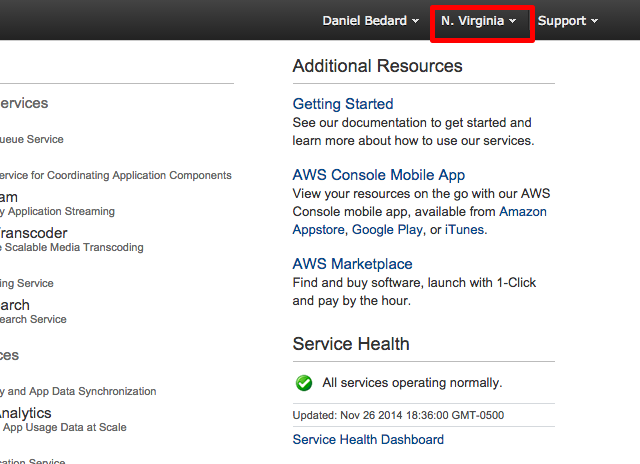 Daniel Bedard N. Virginia Support
ervices
ueue Service
ervice for Coordinating Application Components
am
y Application Streaming
ranscoder
e Scalable Media Transcoding
ing Service
arch
earch Service
ces
y and App Data Synchronization
Analytics
App Usage Data at Scale
ication Service
Additional Resources
Getting Started
See our documentation to get started and
learn more about how to use our services.
AWS Console Mobile App
View your resources on the go with our AWS
Console mobile app, available from Amazon
Appstore, Google Play, or iTunes.
AWS Marketplace
Find and buy software, launch with 1-Click
and pay by the hour.
Service Health
All services operating normally.
Updated: Nov 26 2014 18:36:00 GMT-0500
Service Health Dashboard